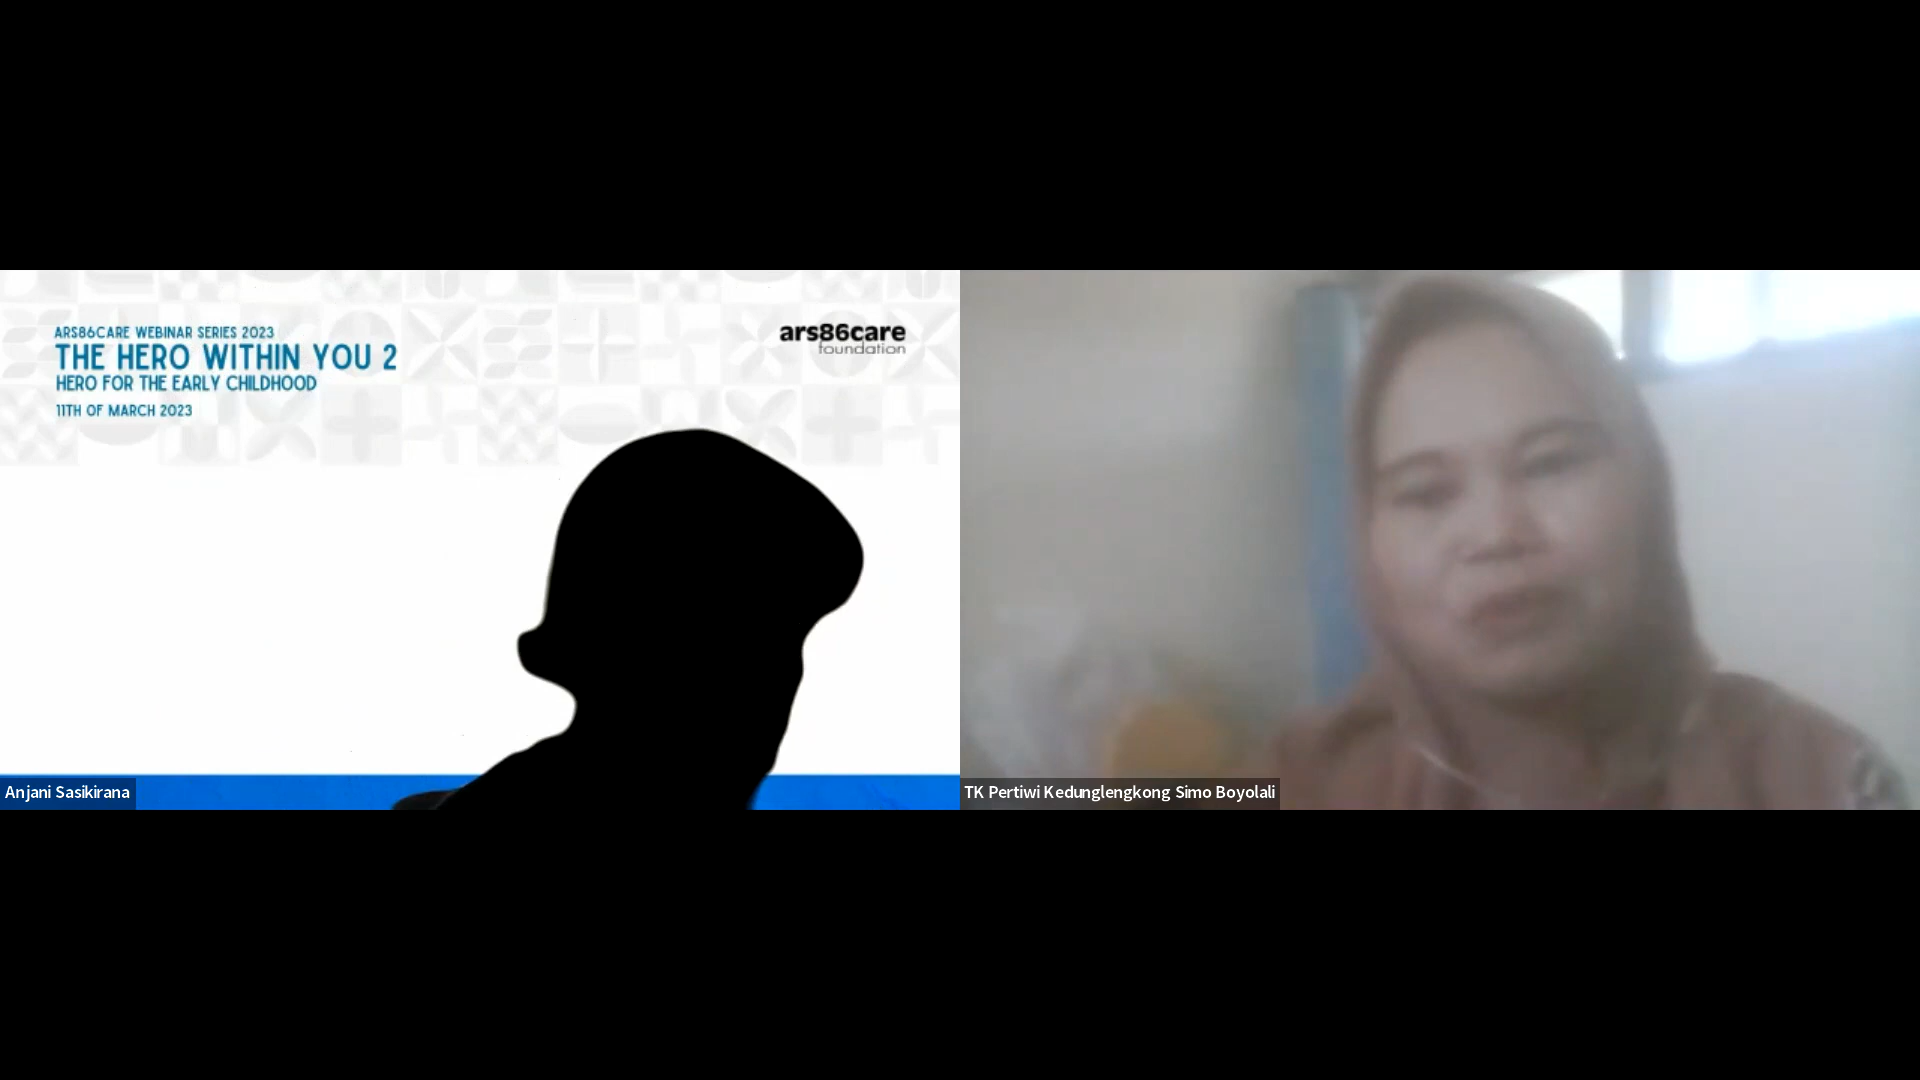 ARS86CARE WEBINAR SERIES 2023
THE HERO WITHIN YOU 2
HERO FOR THE EARLY CHILDHOOD
11TH OF MARCH 2023
ars86care
foundation
Anjani Sasikirana
TK Pertiwi Kedunglengkong Simo Boyolali